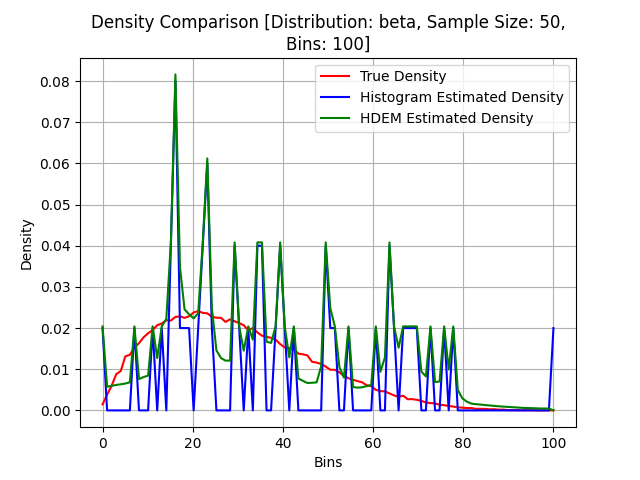 Density Comparison [Distribution: beta, Sample Size: 50,
Bins: 100]
True Density
Histogram Estimated Density
HDEM Estimated Density
Density
0.08
0.07
0.06
0.05
0.04
0.03
0.02
0.01
0.00
0 20 40 60 80 100
Bins